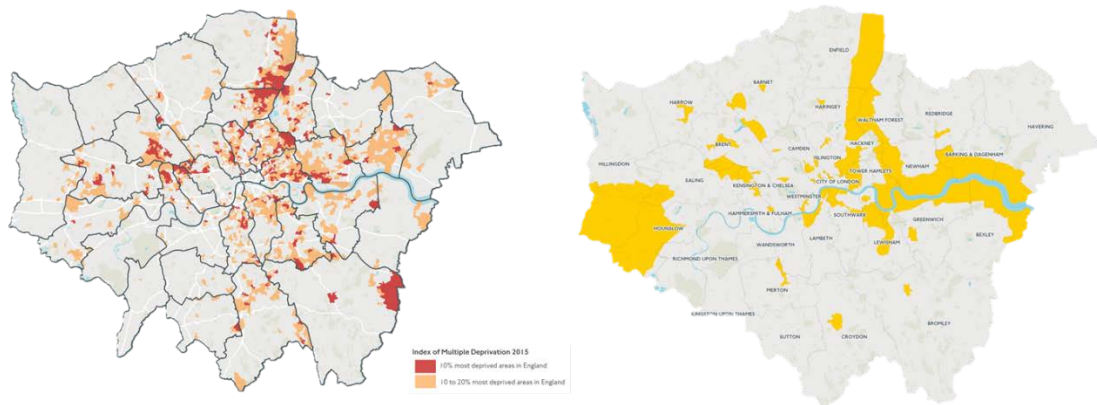 Index of Multiple Deprivation 2015
10% most deprived areas in England
10 to 20% most deprived areas in England
ENFIELD
BARNET
HARROW
HARINGEY
WALTHAM FOREST
REDBRIDGE
HAVERING
BRENT
CAMDEN
HACKNEY
ISLINGTON
BARKING & DAGENHAM
HILLINGDON
NEWHAM
TOWER HAMLETS
EALING
KENSINGTON & CHELSEA
CITY OF LONDON
WESTMINSTER
HAMMERSMITH & FULHAM
SOUTHWARK
GREENWICH
HOUNSLOW
BEXLEY
WANDSWORTH
LAMBETH
LEWISHAM
RICHMOND UPON THAMES
MERTON
KINGSTON UPON THAMES
BROMLEY
SUTTON
CROYDON